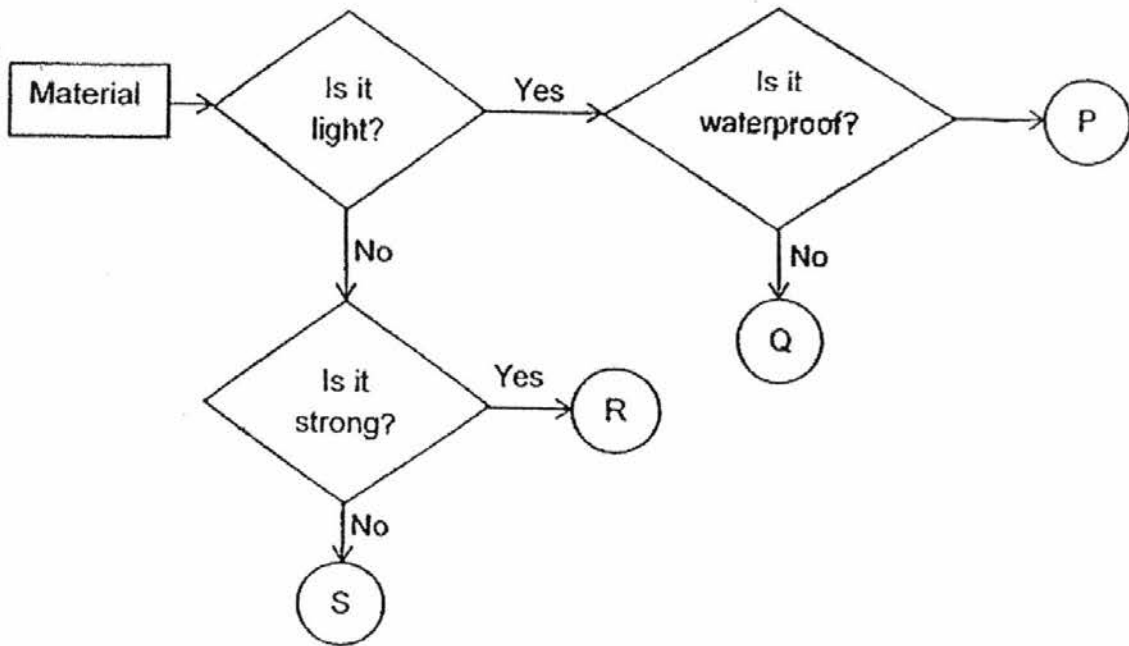 Material
Is it
light?
Yes
Is it
waterproof?
P
No
No
Q
Is it
strong?
Yes
R
No
S